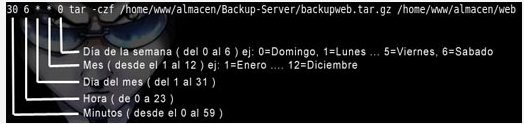 30 6 * * 0 tar -czf /home/www/almacen/Backup-Server/backupweb.tar.gz /home/www/almacen/web
Día de la semana ( del 0 al 6 ) ej: 0=Domingo, 1=Lunes ... 5=Viernes, 6=Sabado
Mes ( desde el 1 al 12 ) ej: 1=Enero .... 12=Diciembre
Dia del mes ( del 1 al 31 )
Hora ( de 0 a 23 )
Minutos ( desde el 0 al 59 )